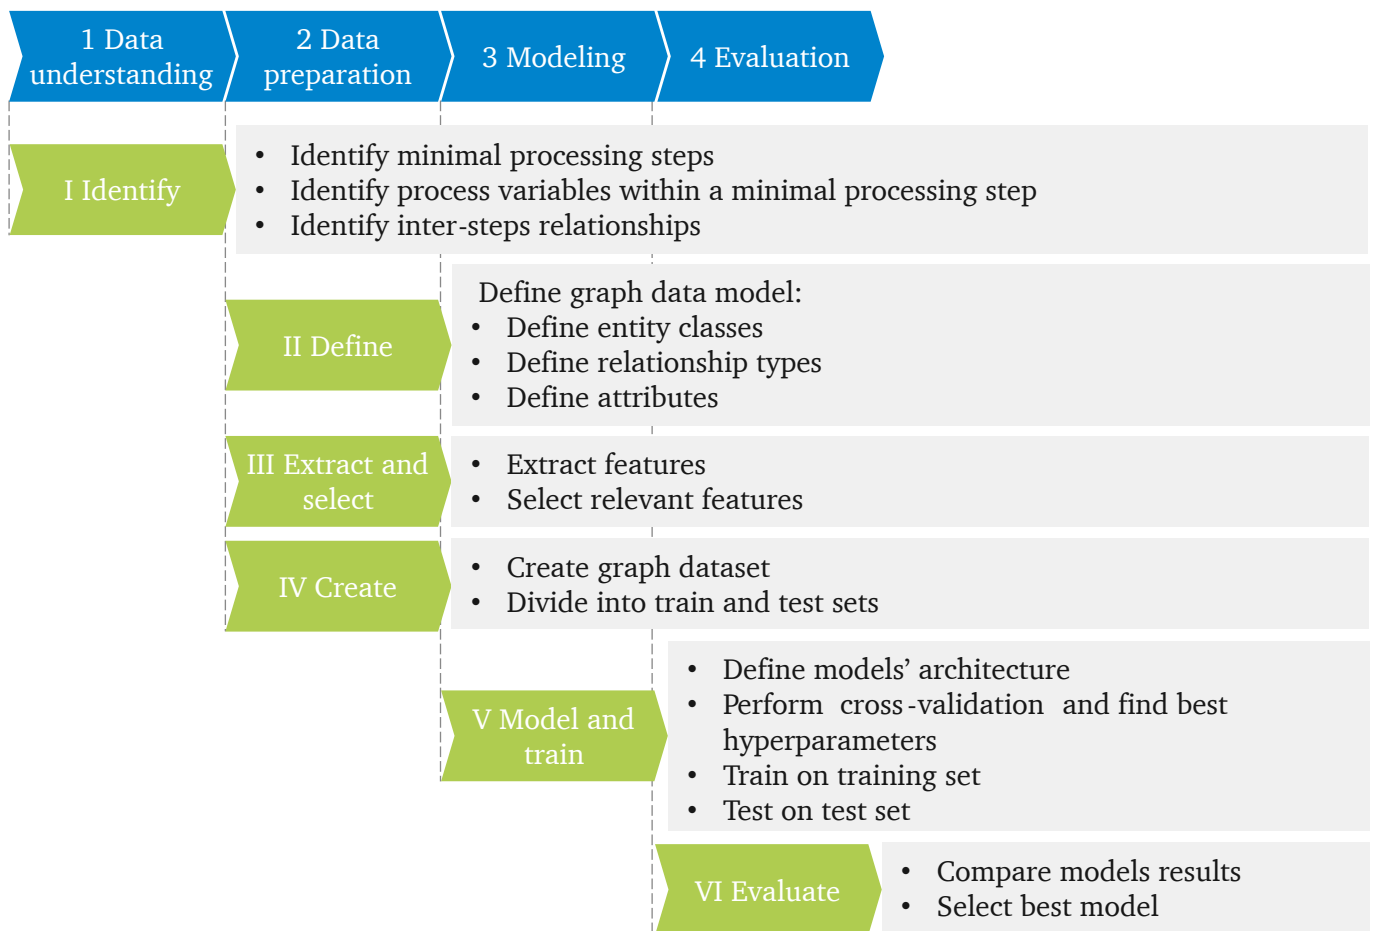 1 Data
understanding
2 Data
preparation
3 Modeling
4 Evaluation
I Identify
• Identify minimal processing steps
• Identify process variables within a minimal processing step
• Identify inter-steps relationships
II Define
Define graph data model:
• Define entity classes
• Define relationship types
• Define attributes
III Extract and
select
• Extract features
• Select relevant features
IV Create
• Create graph dataset
• Divide into train and test sets
V Model and
train
• Define models’ architecture
• Perform cross-validation and find best
hyperparameters
• Train on training set
• Test on test set
VI Evaluate
• Compare models results
• Select best model